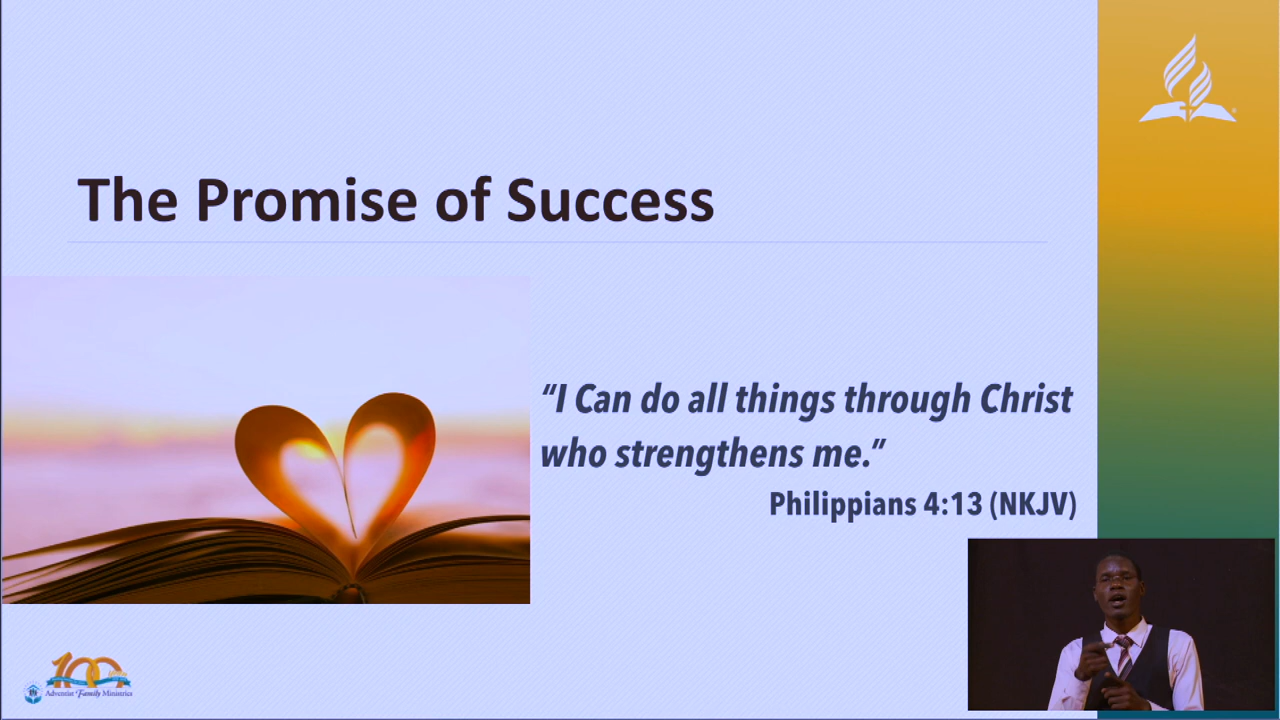 The Promise of Success
“I Can do all things through Christ
who strengthens me.”
Philippians 4:13 (NKJV)
100
Adventist Family Ministries